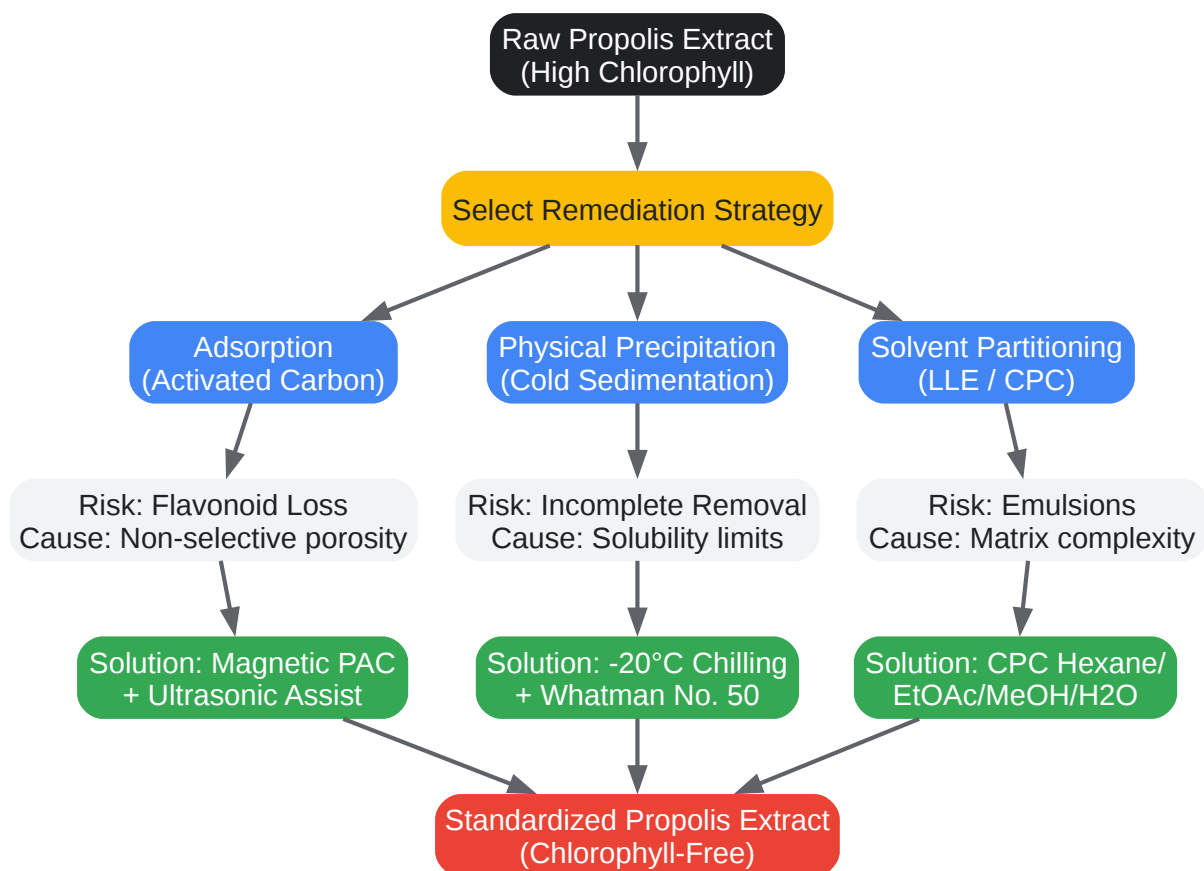 Raw Propolis Extract
(High Chlorophyll)
Select Remediation Strategy
Adsorption
(Activated Carbon)
Physical Precipitation
(Cold Sedimentation)
Solvent Partitioning
(LLE / CPC)
Risk: Flavonoid Loss
Cause: Non-selective porosity
Risk: Incomplete Removal
Cause: Solubility limits
Risk: Emulsions
Cause: Matrix complexity
Solution: Magnetic PAC
+ Ultrasonic Assist
Solution: -20°C Chilling
+ Whatman No. 50
Solution: CPC Hexane/
EtOAc/MeOH/H2O
Standardized Propolis Extract
(Chlorophyll-Free)